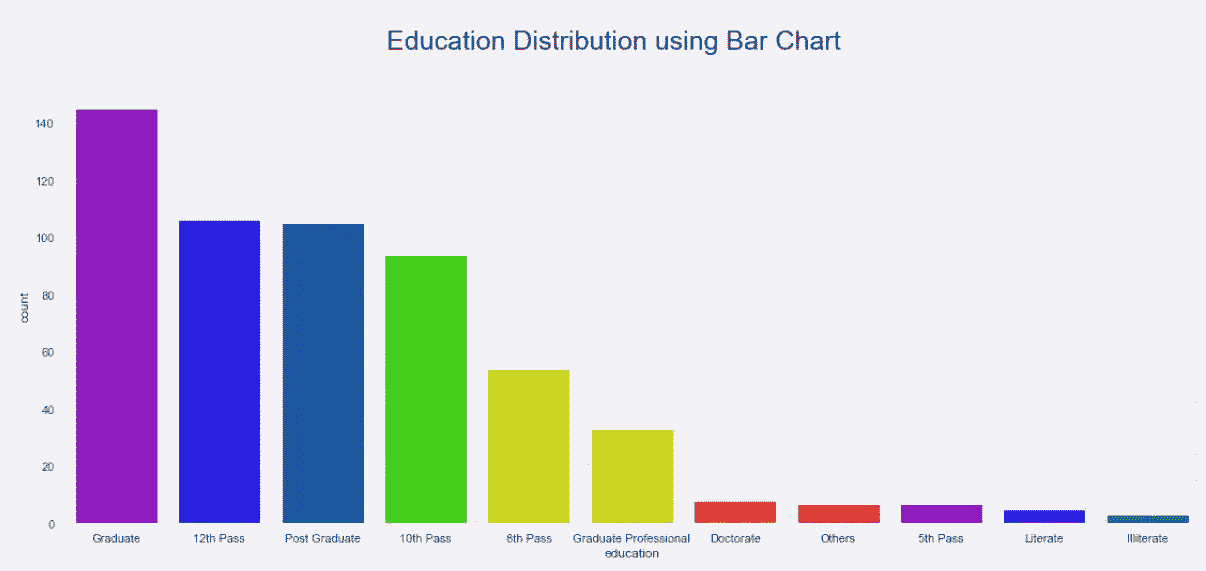 Education Distribution using Bar Chart
140
120
100
80
60
40
20
0
count
Graduate
12th Pass
Post Graduate
10th Pass
8th Pass
Graduate Professional
Doctorate
Others
5th Pass
Literate
Illiterate
education